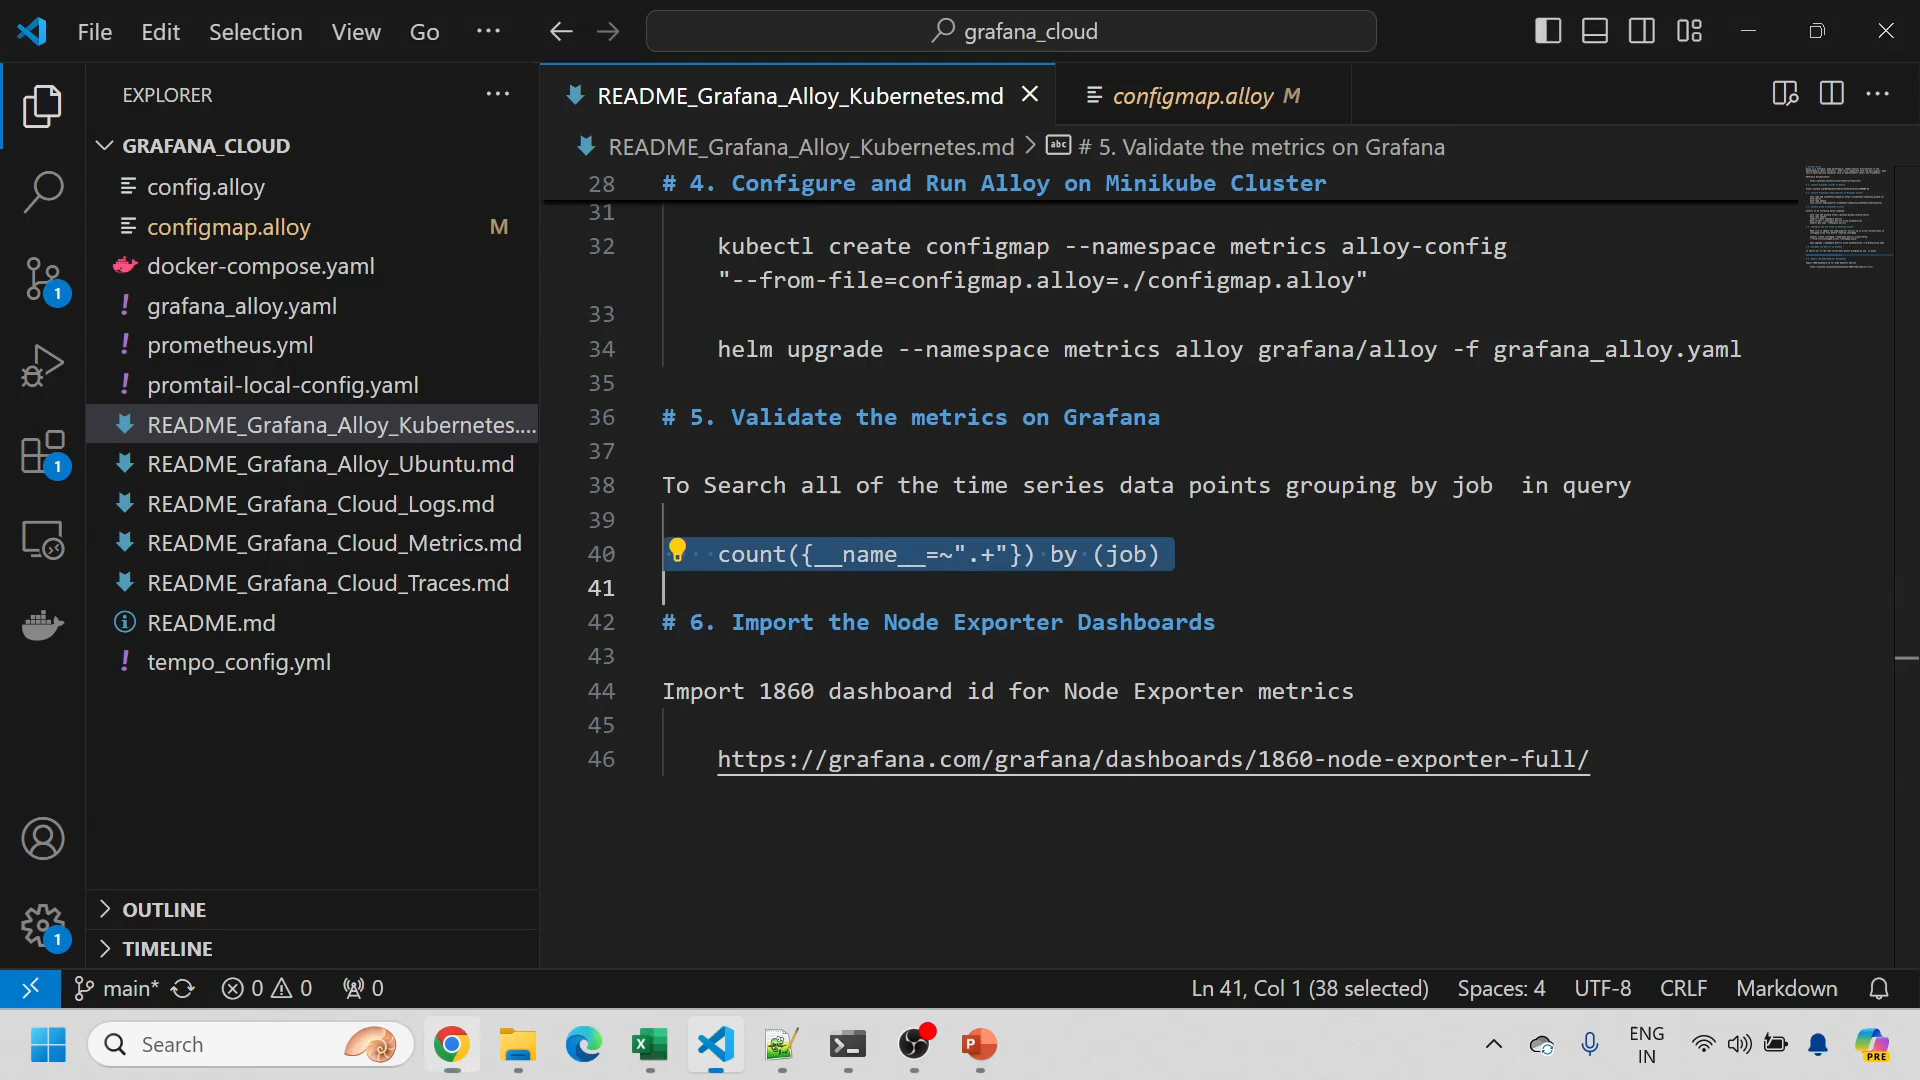 File Edit Selection View Go ···
grafana_cloud
EXPLORER
README_Grafana_Alloy_Kubernetes.md
configmap.alloy M
GRAFANA_CLOUD
config.alloy
configmap.alloy M
docker-compose.yaml
grafana_alloy.yaml
prometheus.yml
promtail-local-config.yaml
README_Grafana_Alloy_Kubernetes....
README_Grafana_Alloy_Ubuntu.md
README_Grafana_Cloud_Logs.md
README_Grafana_Cloud_Metrics.md
README_Grafana_Cloud_Traces.md
README.md
tempo_config.yml
OUTLINE
TIMELINE
1
1
1
README_Grafana_Alloy_Kubernetes.md > abc # 5. Validate the metrics on Grafana
28 # 4. Configure and Run Alloy on Minikube Cluster
31
32 kubectl create configmap --namespace metrics alloy-config
"--from-file=configmap.alloy=./configmap.alloy"
33
34 helm upgrade --namespace metrics alloy grafana/alloy -f grafana_alloy.yaml
35
36 # 5. Validate the metrics on Grafana
37
38 To Search all of the time series data points grouping by job  in query
39
40 count({__name__=~".+"}) by (job)
41
42 # 6. Import the Node Exporter Dashboards
43
44 Import 1860 dashboard id for Node Exporter metrics
45
46 https://grafana.com/grafana/dashboards/1860-node-exporter-full/
main* 0 0 0
Ln 41, Col 1 (38 selected) Spaces: 4 UTF-8 CRLF Markdown
Search
ENG
IN
PRE